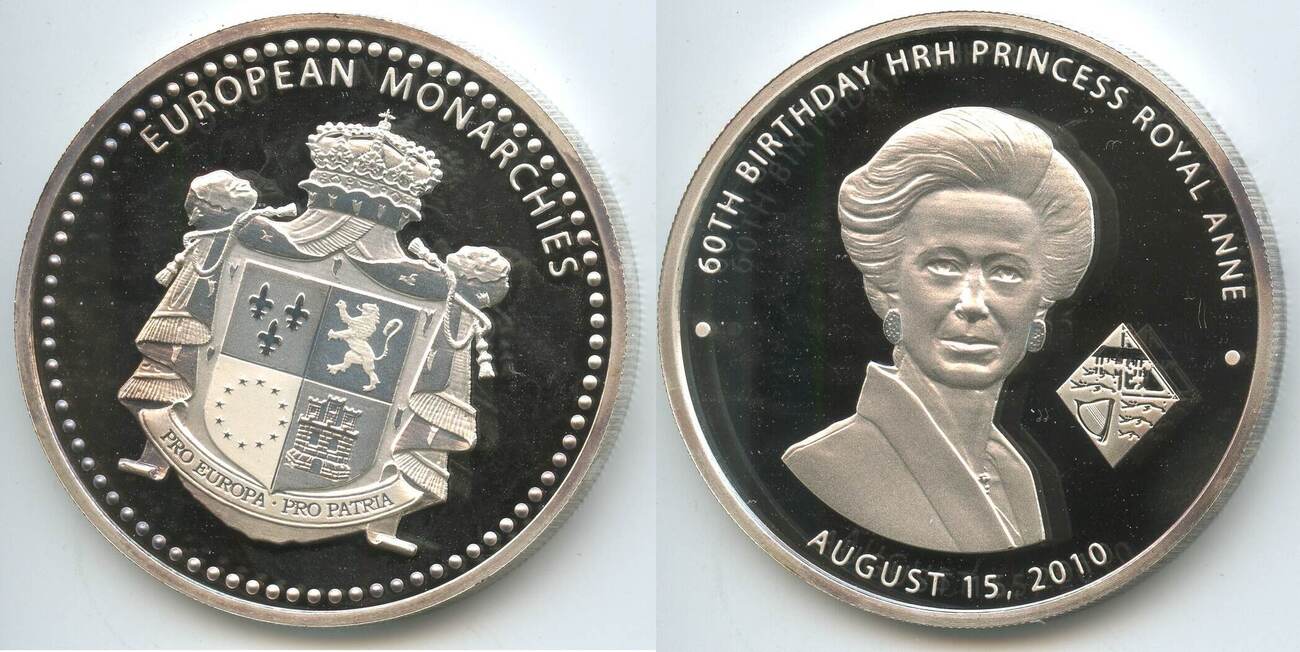 EUROPEAN MONARCHIES
PRO EUROPA · PRO PATRIA
60TH BIRTHDAY HRH PRINCESS ROYAL ANNE
AUGUST 15, 2010